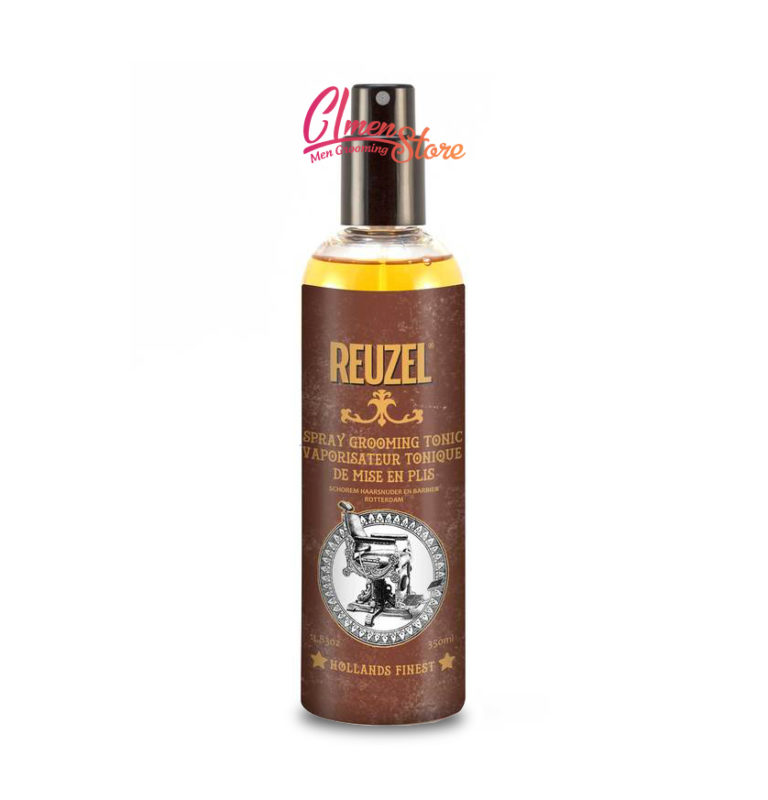 Clmen Store
Men Grooming
REUZEL
SPRAY GROOMING TONIC
VAPORISATEUR TONIQUE
DE MISE EN PLIS
SCHOREM HAARSNIJDER EN BARBIER
ROTTERDAM
350ml
HOLLANDS FINEST